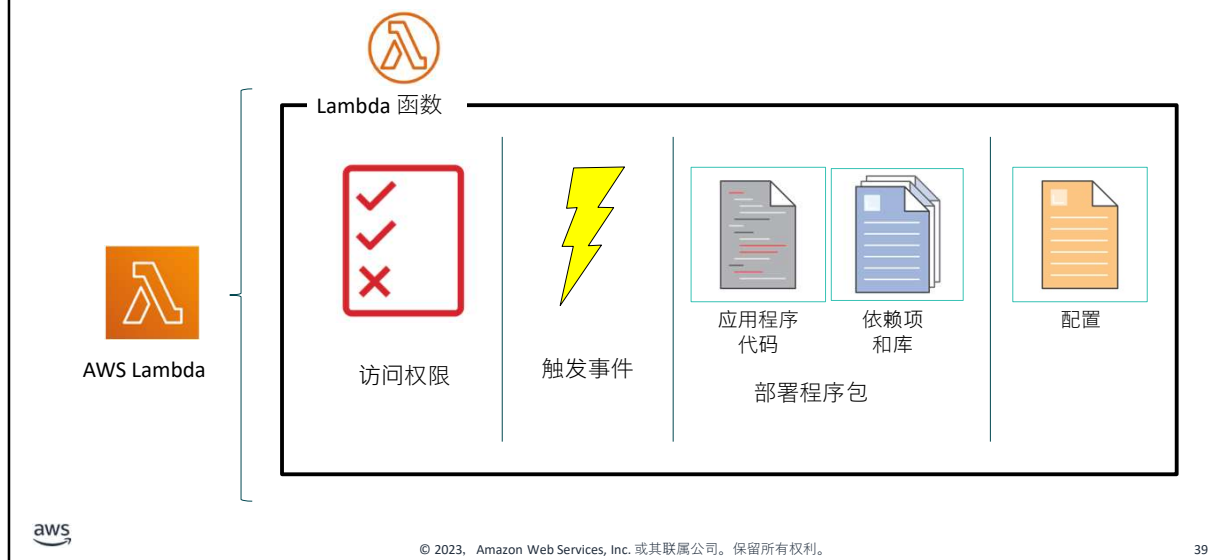 Lambda 函数
AWS Lambda
访问权限
触发事件
应用程序
代码
依赖项
和库
部署程序包
配置
aws
© 2023，Amazon Web Services, Inc. 或其联属公司。保留所有权利。
39